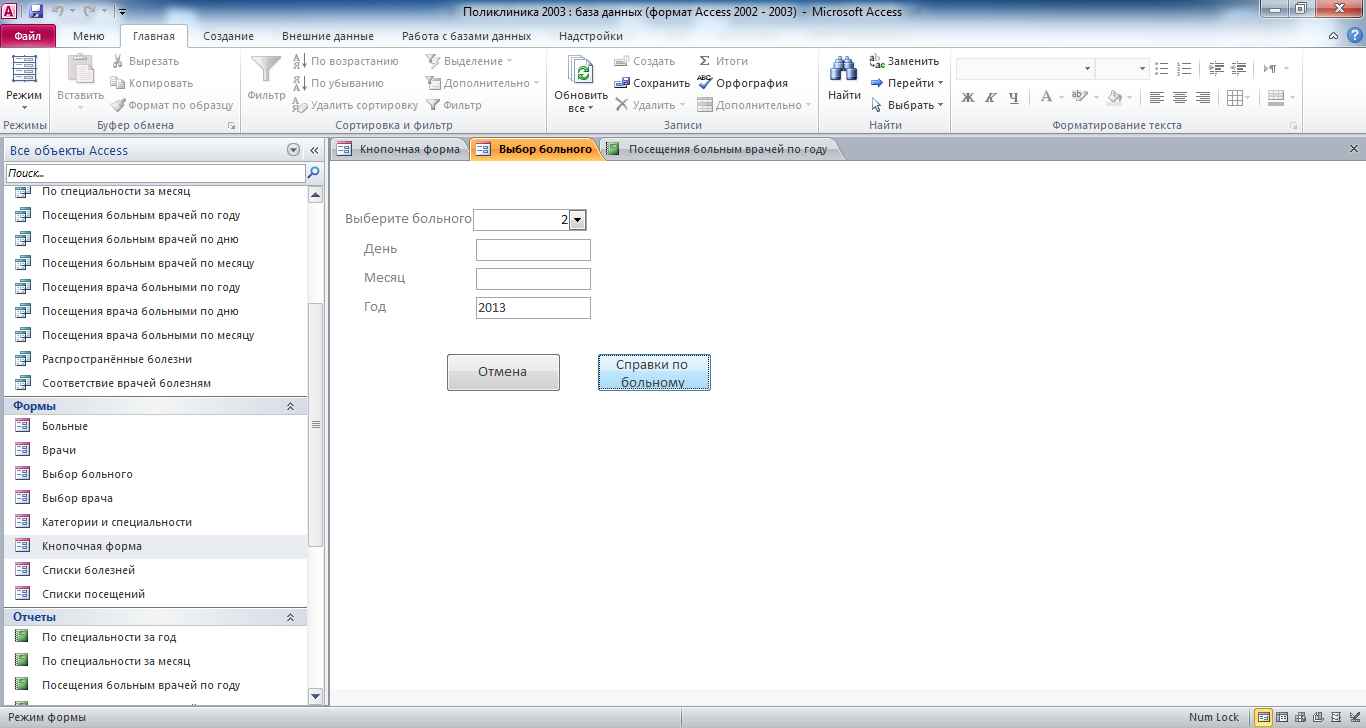 Поликлиника 2003 : база данных (формат Access 2002 - 2003) - Microsoft Access
Файл Меню Главная Создание Внешние данные Работа с базами данных Надстройки
Режим
Режимы
Вставить
Вырезать
Копировать
Формат по образцу
Буфер обмена
Фильтр
По возрастанию
По убыванию
Удалить сортировку
Выделение
Дополнительно
Фильтр
Сортировка и фильтр
Обновить
все
Создать
Сохранить
Удалить
Итоги
Орфография
Дополнительно
Записи
Найти
Заменить
Перейти
Выбрать
Найти
Ж К Ч А
Форматирование текста
Все объекты Access
Поиск...
По специальности за месяц
Посещения больным врачей по году
Посещения больным врачей по дню
Посещения больным врачей по месяцу
Посещения врача больными по году
Посещения врача больными по дню
Посещения врача больными по месяцу
Распространённые болезни
Соответствие врачей болезням
Формы
Больные
Врачи
Выбор больного
Выбор врача
Категории и специальности
Кнопочная форма
Списки болезней
Списки посещений
Отчеты
По специальности за год
По специальности за месяц
Посещения больным врачей по году
Кнопочная форма Выбор больного Посещения больным врачей по году
Выберите больного 2
День
Месяц
Год 2013
Отмена
Справки по
больному
Режим формы
Num Lock